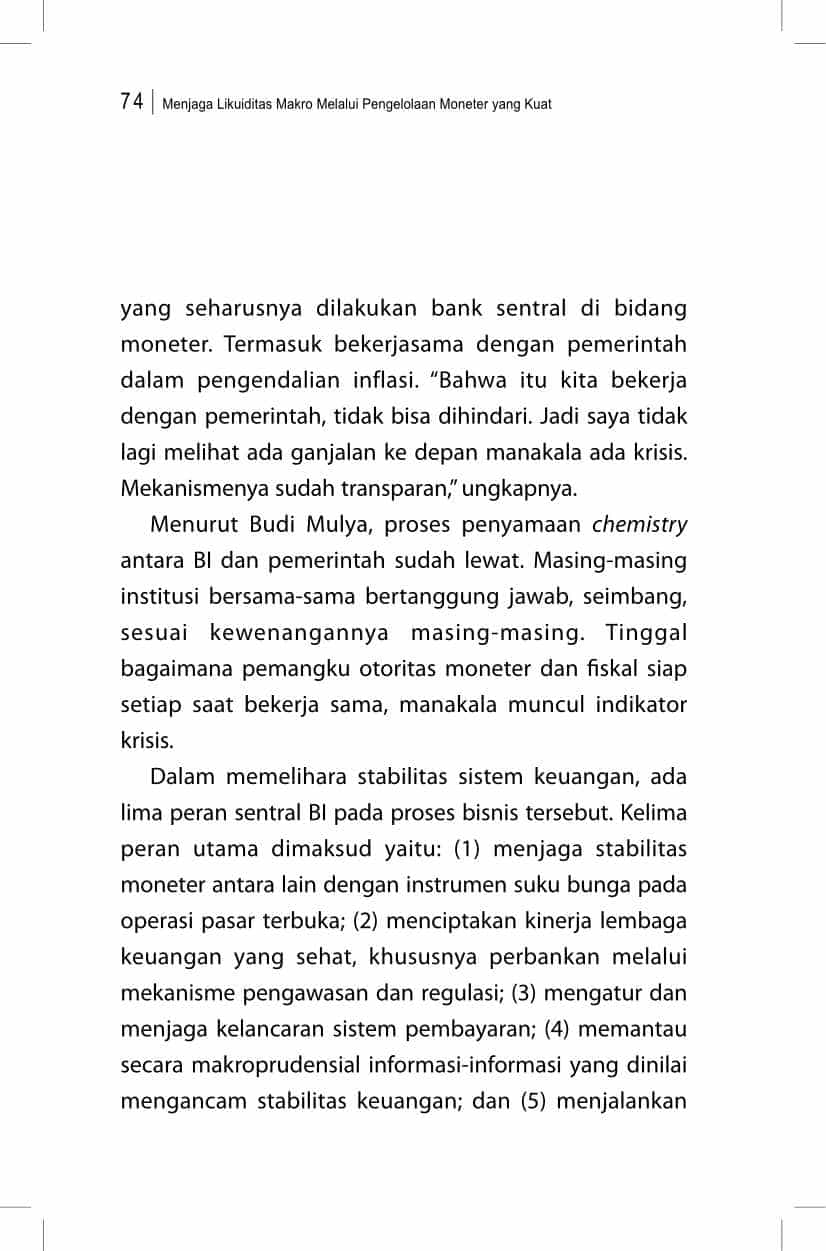 74 | Menjaga Likuiditas Makro Melalui Pengelolaan Moneter yang Kuat
yang seharusnya dilakukan bank sentral di bidang
moneter. Termasuk bekerjasama dengan pemerintah
dalam pengendalian inflasi. “Bahwa itu kita bekerja
dengan pemerintah, tidak bisa dihindari. Jadi saya tidak
lagi melihat ada ganjalan ke depan manakala ada krisis.
Mekanismenya sudah transparan,” ungkapnya.
Menurut Budi Mulya, proses penyamaan chemistry
antara BI dan pemerintah sudah lewat. Masing-masing
institusi bersama-sama bertanggung jawab, seimbang,
sesuai kewenangannya masing-masing. Tinggal
bagaimana pemangku otoritas moneter dan fiskal siap
setiap saat bekerja sama, manakala muncul indikator
krisis.
Dalam memelihara stabilitas sistem keuangan, ada
lima peran sentral BI pada proses bisnis tersebut. Kelima
peran utama dimaksud yaitu: (1) menjaga stabilitas
moneter antara lain dengan instrumen suku bunga pada
operasi pasar terbuka; (2) menciptakan kinerja lembaga
keuangan yang sehat, khususnya perbankan melalui
mekanisme pengawasan dan regulasi; (3) mengatur dan
menjaga kelancaran sistem pembayaran; (4) memantau
secara makroprudensial informasi-informasi yang dinilai
mengancam stabilitas keuangan; dan (5) menjalankan